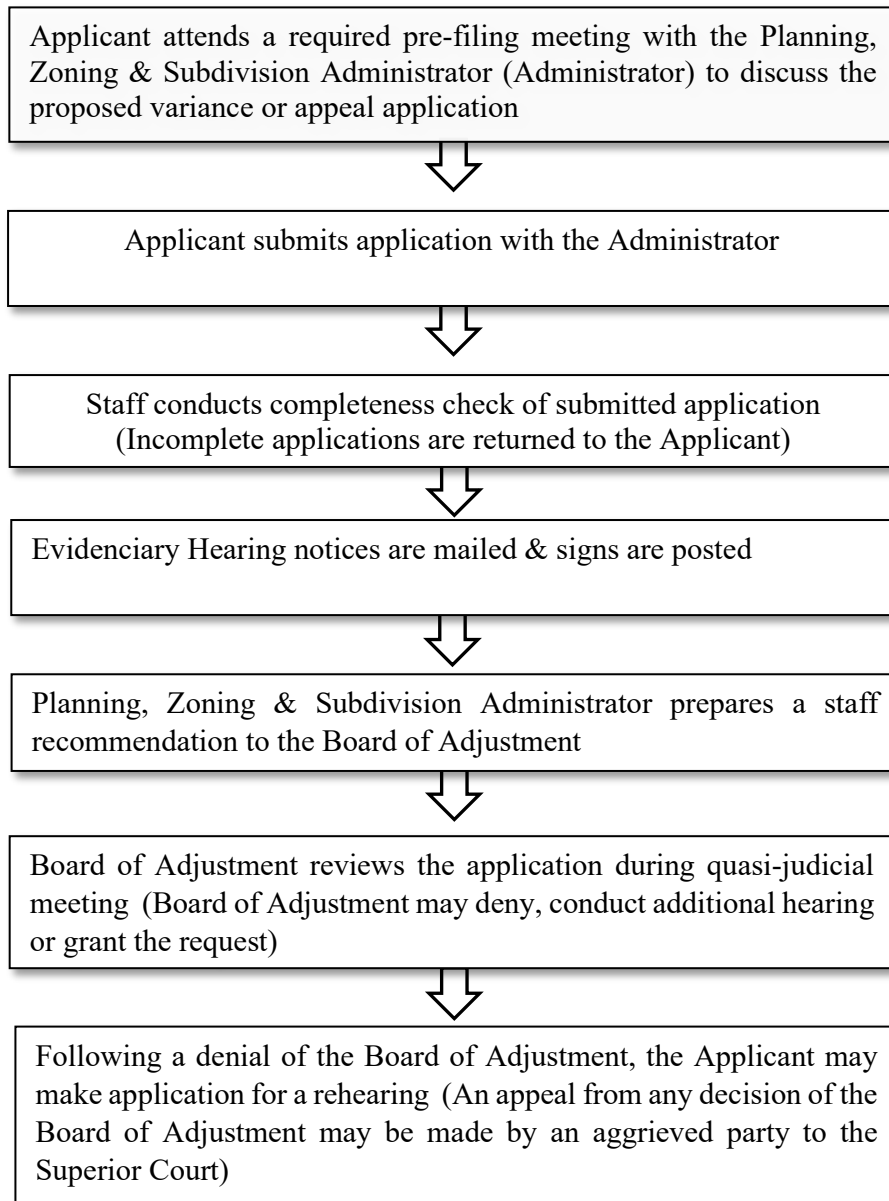 Applicant attends a required pre-filing meeting with the Planning,
Zoning & Subdivision Administrator (Administrator) to discuss the
proposed variance or appeal application
Applicant submits application with the Administrator
Staff conducts completeness check of submitted application
(Incomplete applications are returned to the Applicant)
Evidenciary Hearing notices are mailed & signs are posted
Planning, Zoning & Subdivision Administrator prepares a staff
recommendation to the Board of Adjustment
Board of Adjustment reviews the application during quasi-judicial
meeting (Board of Adjustment may deny, conduct additional hearing
or grant the request)
Following a denial of the Board of Adjustment, the Applicant may
make application for a rehearing (An appeal from any decision of the
Board of Adjustment may be made by an aggrieved party to the
Superior Court)